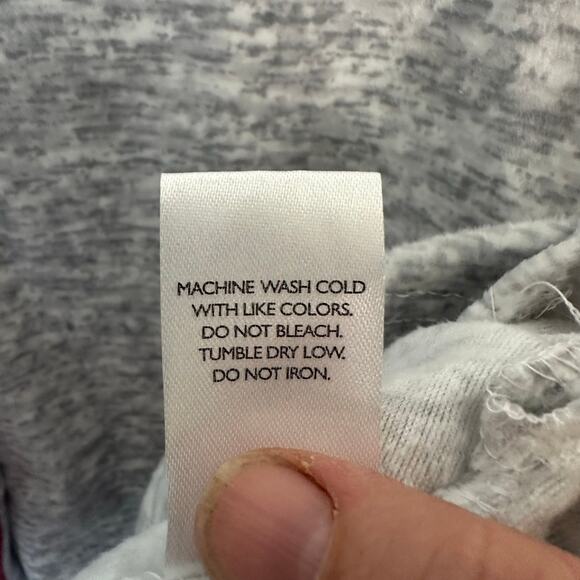 MACHINE WASH COLD
WITH LIKE COLORS.
DO NOT BLEACH.
TUMBLE DRY LOW.
DO NOT IRON.